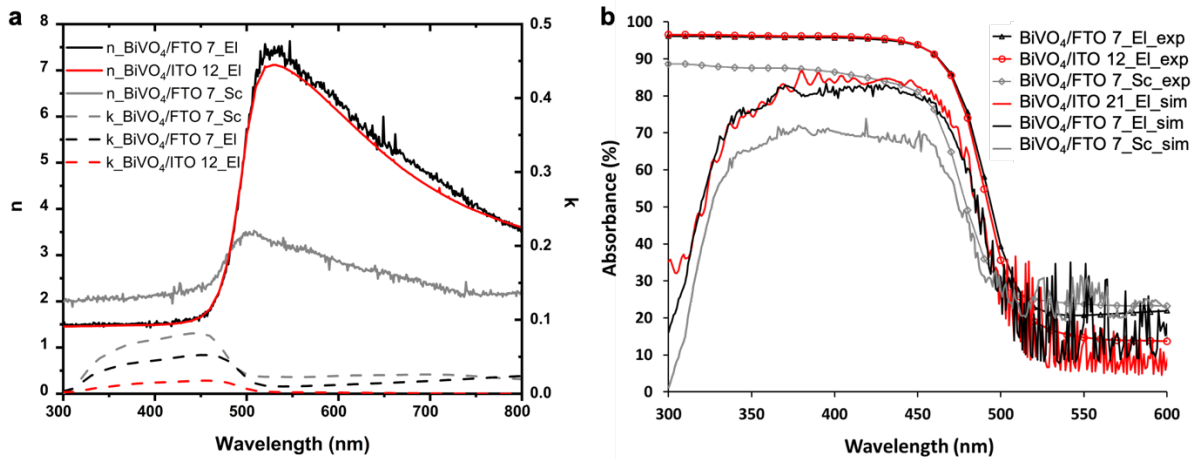 a
n_BiVO4/FTO 7_El
n_BiVO4/ITO 12_El
n_BiVO4/FTO 7_Sc
k_BiVO4/FTO 7_Sc
k_BiVO4/FTO 7_El
k_BiVO4/ITO 12_El
n
8
7
6
5
4
3
2
1
0
k
0.5
0.4
0.3
0.2
0.1
0.0
300 400 500 600 700 800
Wavelength (nm)
b
BiVO4/FTO 7_El_exp
BiVO4/ITO 12_El_exp
BiVO4/FTO 7_Sc_exp
BiVO4/ITO 21_El_sim
BiVO4/FTO 7_El_sim
BiVO4/FTO 7_Sc_sim
Absorbance (%)
100
90
80
70
60
50
40
30
20
10
0
300 350 400 450 500 550 600
Wavelength (nm)